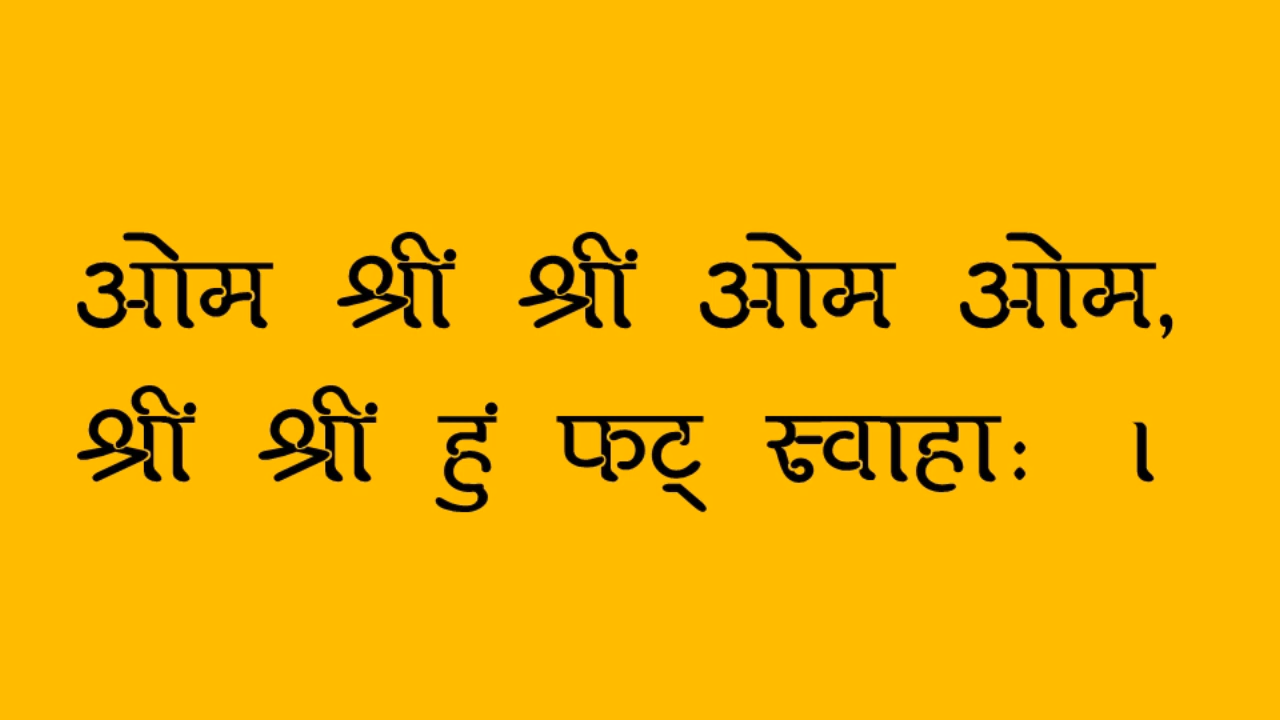 ओम श्रीं श्रीं ओम ओम,
श्रीं श्रीं हुं फट् स्वाहाः ।